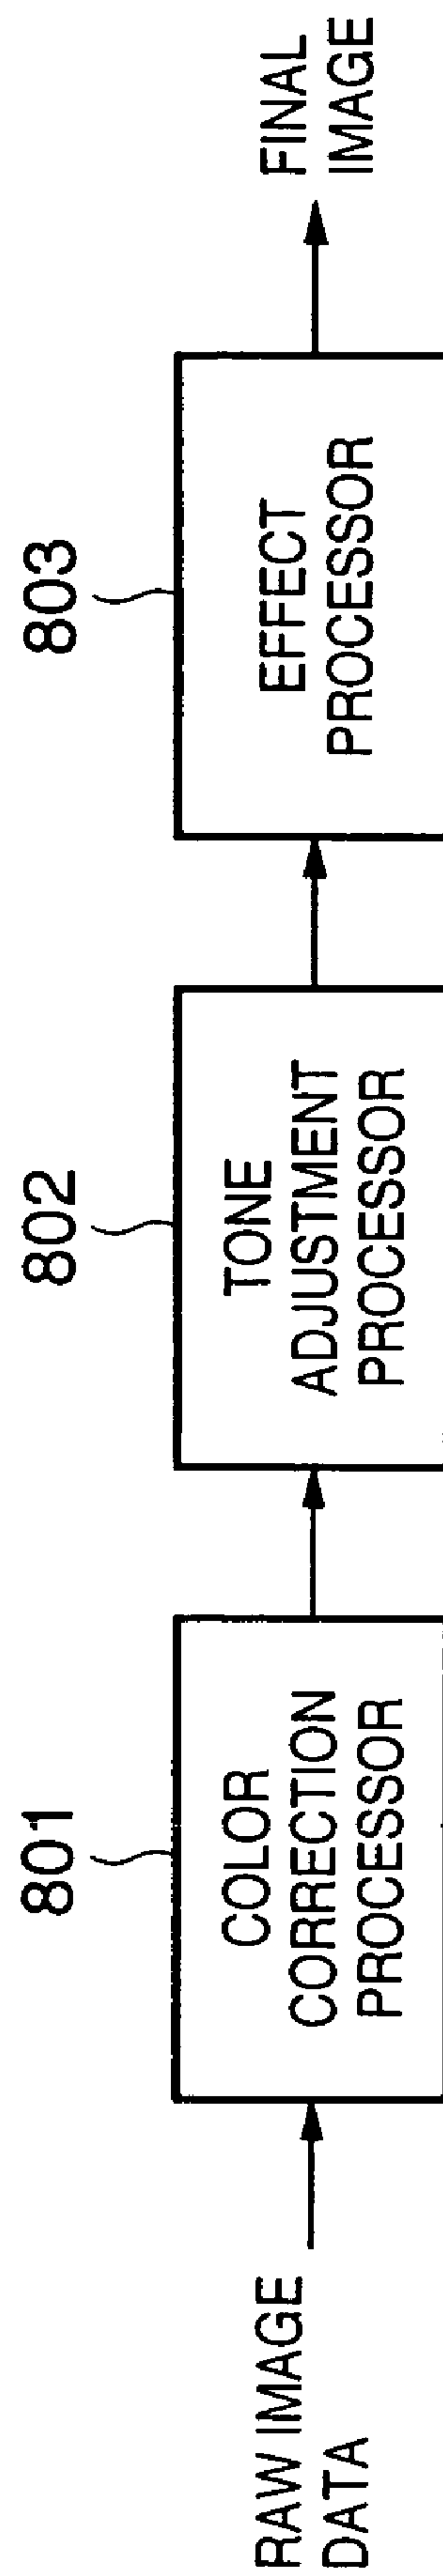 RAW IMAGE
DATA
801
COLOR
CORRECTION
PROCESSOR
802
TONE
ADJUSTMENT
PROCESSOR
803
EFFECT
PROCESSOR
FINAL
IMAGE